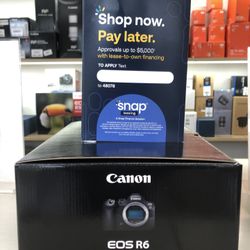 Shop now.
Pay later.
Approvals up to $5,000
with lease-to-own financing
TO APPLY Text
to 48078
snap
Canon
EOS R6